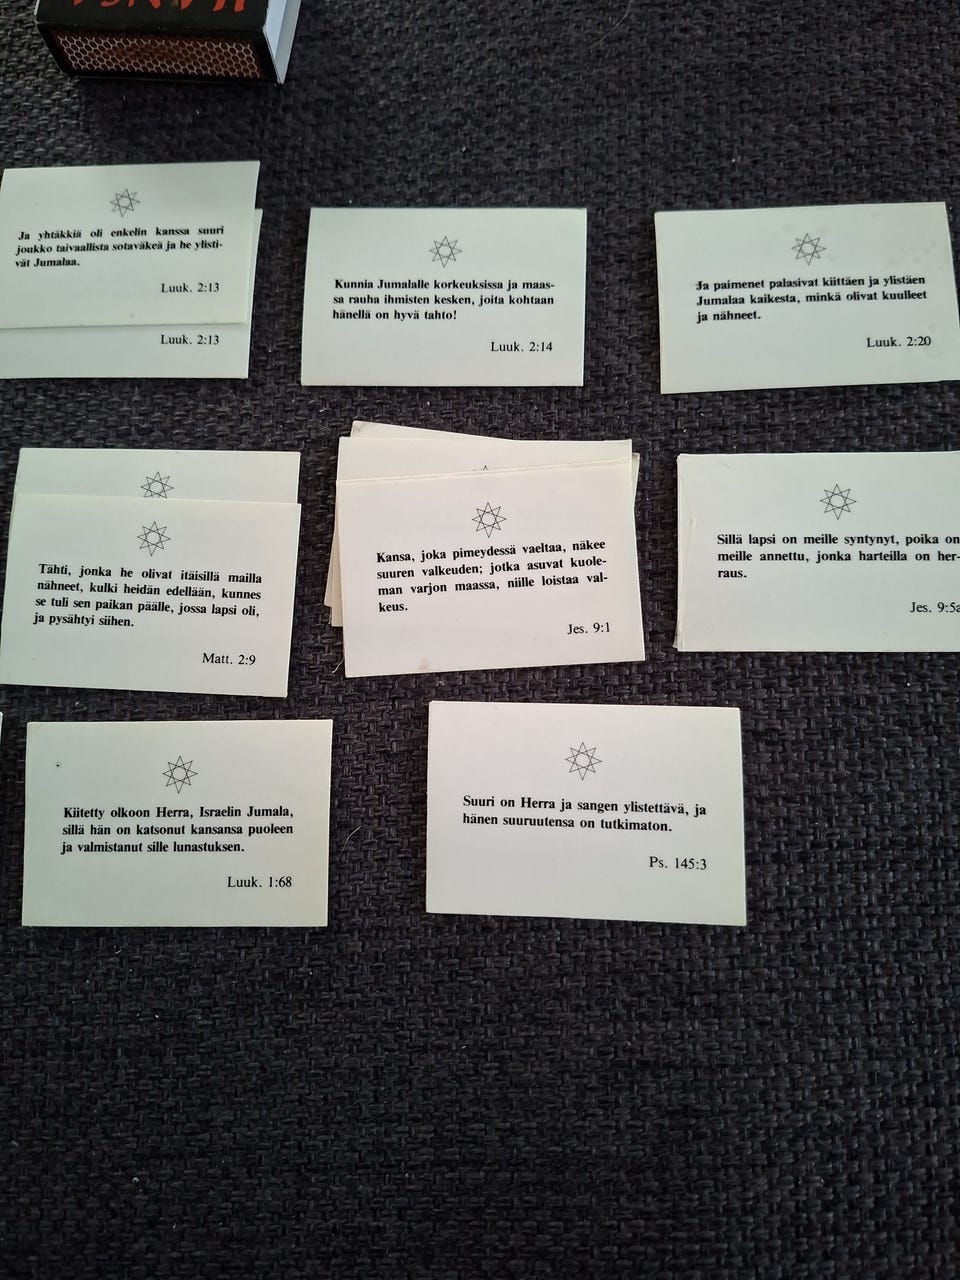 Ja yhtäkkiä oli enkelin kanssa suuri
joukko taivaallista sotaväkeä ja he ylisti-
vät Jumalaa.
Luuk. 2:13
Luuk. 2:13
Kunnia Jumalalle korkeuksissa ja maas-
sa rauha ihmisten kesken, joita kohtaan
hänellä on hyvä tahto!
Luuk. 2:14
Ja paimenet palasivat kiittäen ja ylistäen
Jumalaa kaikesta, minkä olivat kuulleet
ja nähneet.
Luuk. 2:20
Tähti, jonka he olivat itäisillä mailla
nähneet, kulki heidän edellään, kunnes
se tuli sen paikan päälle, jossa lapsi oli,
ja pysähtyi siihen.
Matt. 2:9
Kansa, joka pimeydessä vaeltaa, näkee
suuren valkeuden; jotka asuvat kuole-
man varjon maassa, niille loistaa val-
keus.
Jes. 9:1
Sillä lapsi on meille syntynyt, poika on
meille annettu, jonka harteilla on her-
raus.
Jes. 9:5a
Kiitetty olkoon Herra, Israelin Jumala,
sillä hän on katsonut kansansa puoleen
ja valmistanut sille lunastuksen.
Luuk. 1:68
Suuri on Herra ja sangen ylistettävä, ja
hänen suuruutensa on tutkimaton.
Ps. 145:3